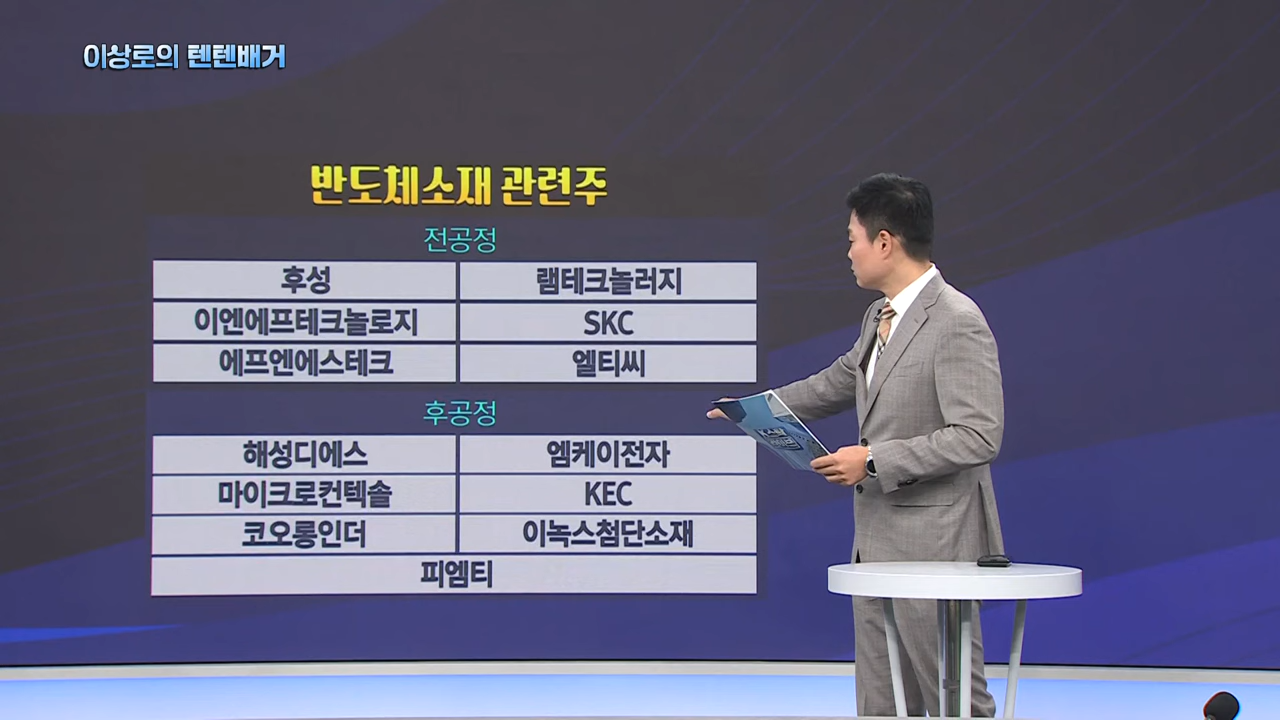 이상로의 텐텐배거
반도체소재 관련주
전공정
후성 램테크놀러지
이엔에프테크놀로지 SKC
에프엔에스테크 엘티씨
후공정
해성디에스 엠케이전자
마이크로컨텍솔 KEC
코오롱인더 이녹스첨단소재
피엠티